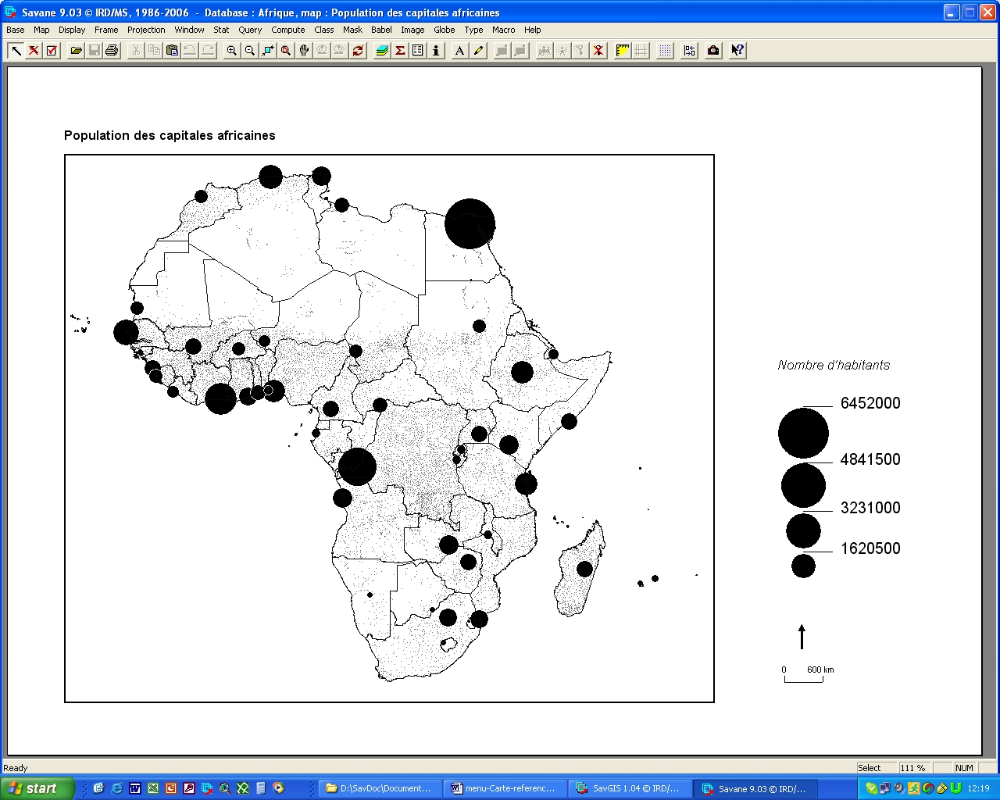 Savane 9.03 © IRD/MS, 1986-2006 - Database : Afrique, map : Population des capitales africaines
Base Map Display Frame Projection Window Stat Query Compute Class Mask Babel Image Globe Type Macro Help
Population des capitales africaines
Nombre d'habitants
6452000
4841500
3231000
1620500
0 600 km
Ready Select 111 % NUM
start D:\SavDoc\Document... menu-Carte-referenc... SavGIS 1.04 © IRD/... Savane 9.03 © IRD/... 12:19